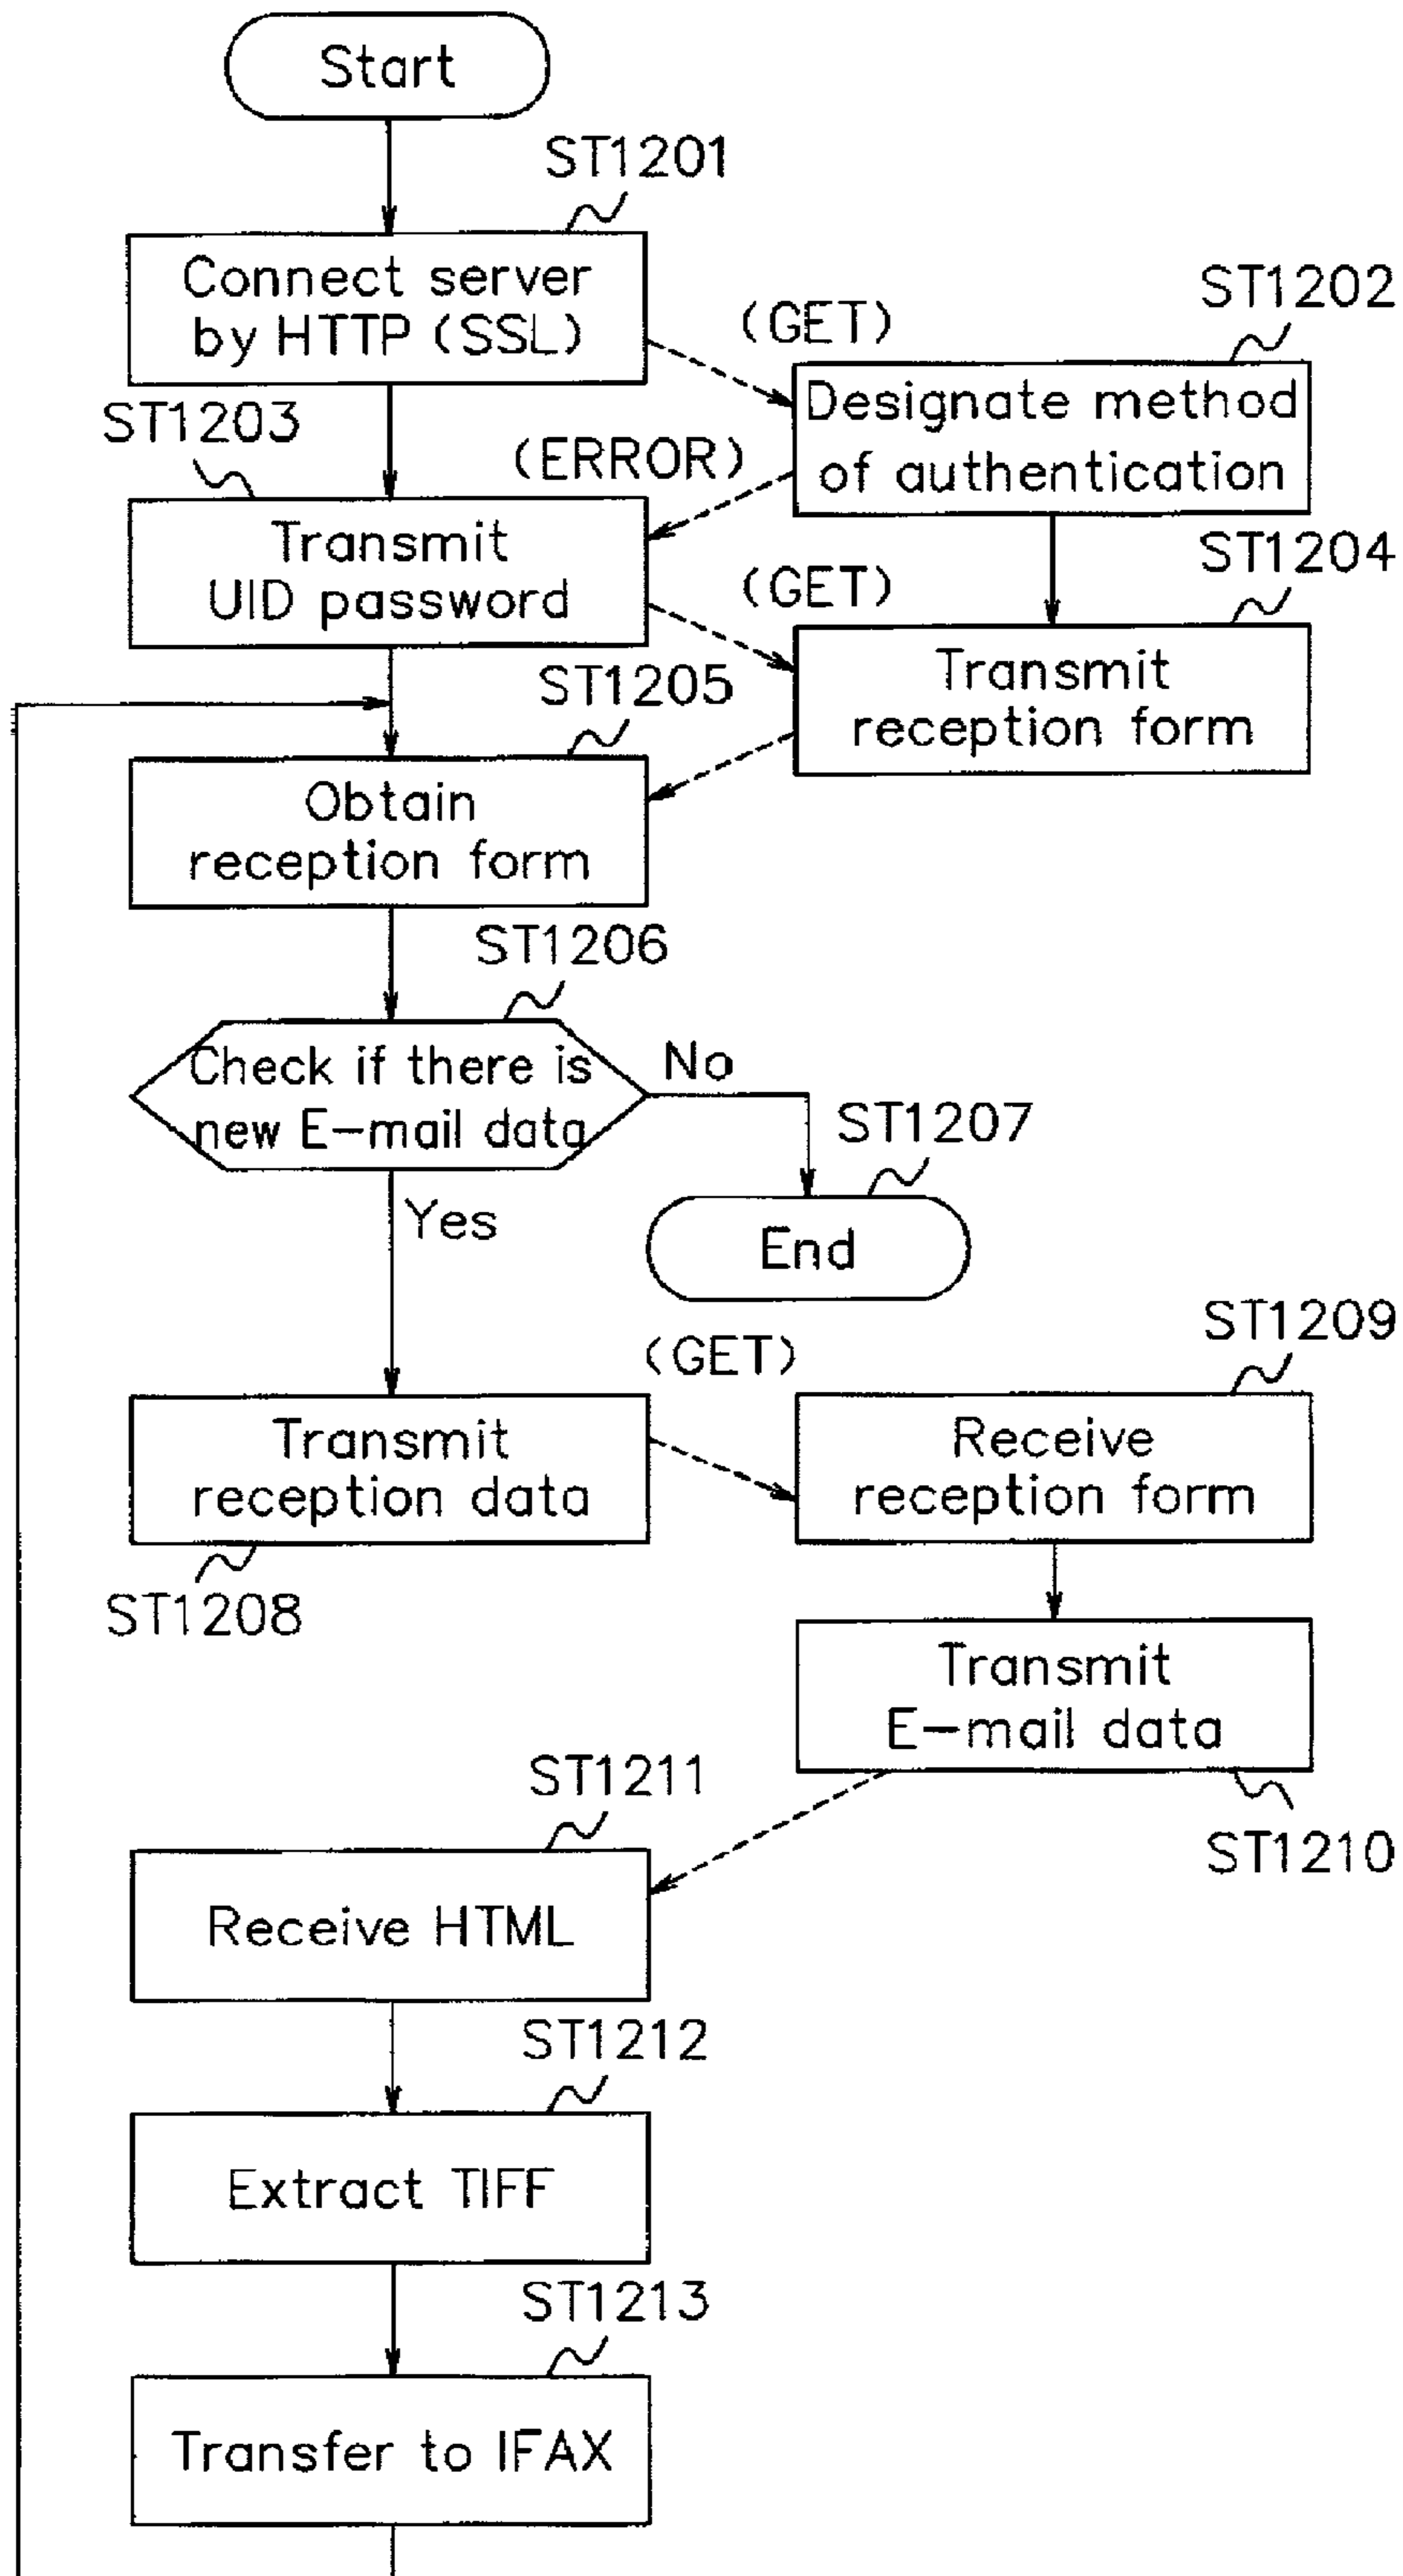 Start
ST1201
Connect server
by HTTP (SSL)
(GET)
ST1202
Designate method
of authentication
ST1203
(ERROR)
Transmit
UID password
(GET)
ST1204
Transmit
reception form
ST1205
Obtain
reception form
ST1206
Check if there is
new E-mail data
No
ST1207
End
Yes
(GET)
ST1209
Transmit
reception data
ST1208
Receive
reception form
Transmit
E-mail data
ST1210
ST1211
Receive HTML
ST1212
Extract TIFF
ST1213
Transfer to IFAX